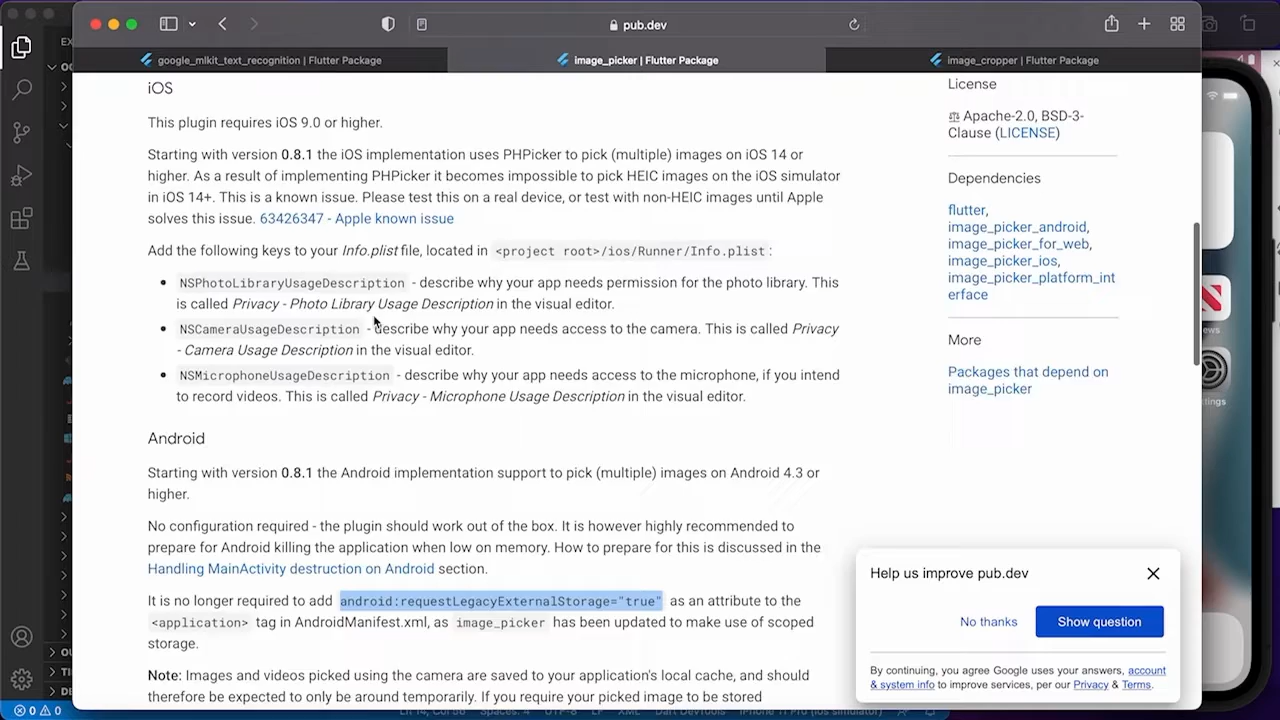 pub.dev
google_mlkit_text_recognition | Flutter Package
image_picker | Flutter Package
image_cropper | Flutter Package
iOS
This plugin requires iOS 9.0 or higher.
Starting with version 0.8.1 the iOS implementation uses PHPicker to pick (multiple) images on iOS 14 or
higher. As a result of implementing PHPicker it becomes impossible to pick HEIC images on the iOS simulator
in iOS 14+. This is a known issue. Please test this on a real device, or test with non-HEIC images until Apple
solves this issue. 63426347 - Apple known issue
Add the following keys to your Info.plist file, located in <project root>/ios/Runner/Info.plist :
NSPhotoLibraryUsageDescription - describe why your app needs permission for the photo library. This
is called Privacy - Photo Library Usage Description in the visual editor.
NSCameraUsageDescription - describe why your app needs access to the camera. This is called Privacy
- Camera Usage Description in the visual editor.
NSMicrophoneUsageDescription - describe why your app needs access to the microphone, if you intend
to record videos. This is called Privacy - Microphone Usage Description in the visual editor.
Android
Starting with version 0.8.1 the Android implementation support to pick (multiple) images on Android 4.3 or
higher.
No configuration required - the plugin should work out of the box. It is however highly recommended to
prepare for Android killing the application when low on memory. How to prepare for this is discussed in the
Handling MainActivity destruction on Android section.
It is no longer required to add android:requestLegacyExternalStorage="true" as an attribute to the
<application> tag in AndroidManifest.xml, as image_picker has been updated to make use of scoped
storage.
Note: Images and videos picked using the camera are saved to your application's local cache, and should
therefore be expected to only be around temporarily. If you require your picked image to be stored
License
Apache-2.0, BSD-3-
Clause (LICENSE)
Dependencies
flutter,
image_picker_android,
image_picker_for_web,
image_picker_ios,
image_picker_platform_int
erface
More
Packages that depend on
image_picker
Help us improve pub.dev
No thanks
Show question
By continuing, you agree Google uses your answers, account
& system info to improve services, per our Privacy & Terms.
EX
OU
TI
DE
0 0